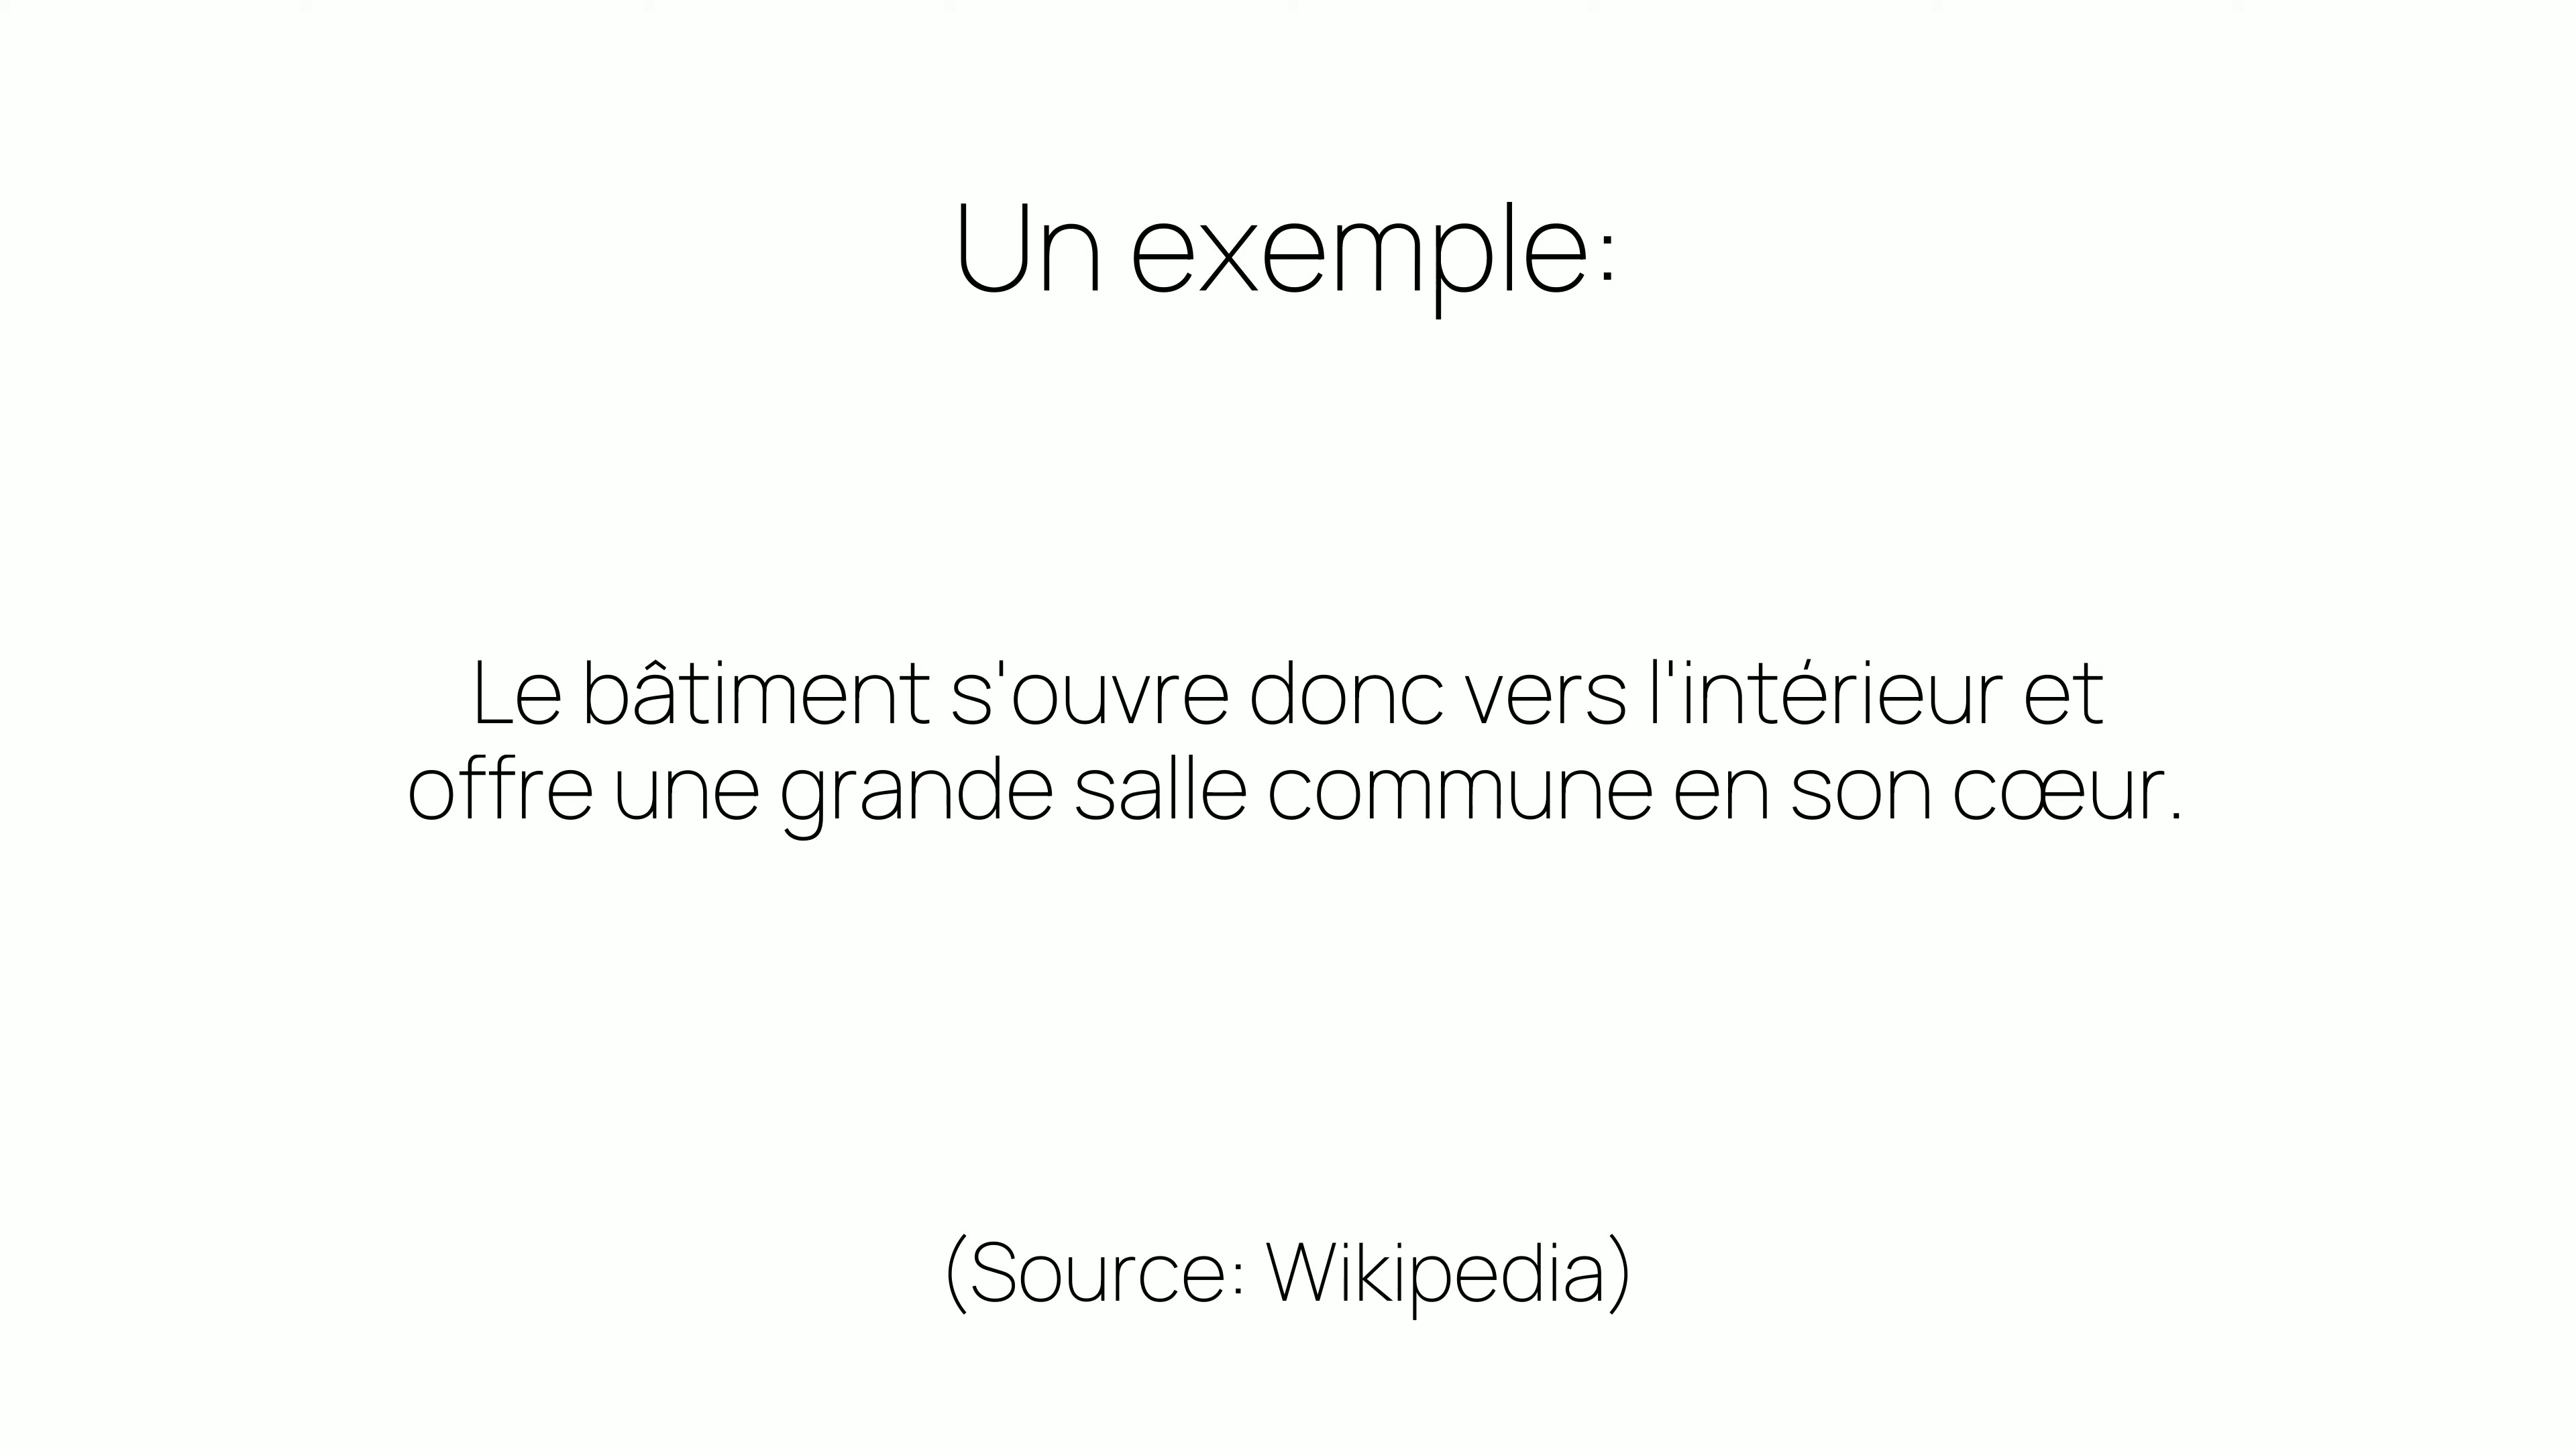 Un exemple:
Le bâtiment s'ouvre donc vers l'intérieur et
offre une grande salle commune en son cœur.
(Source: Wikipedia)